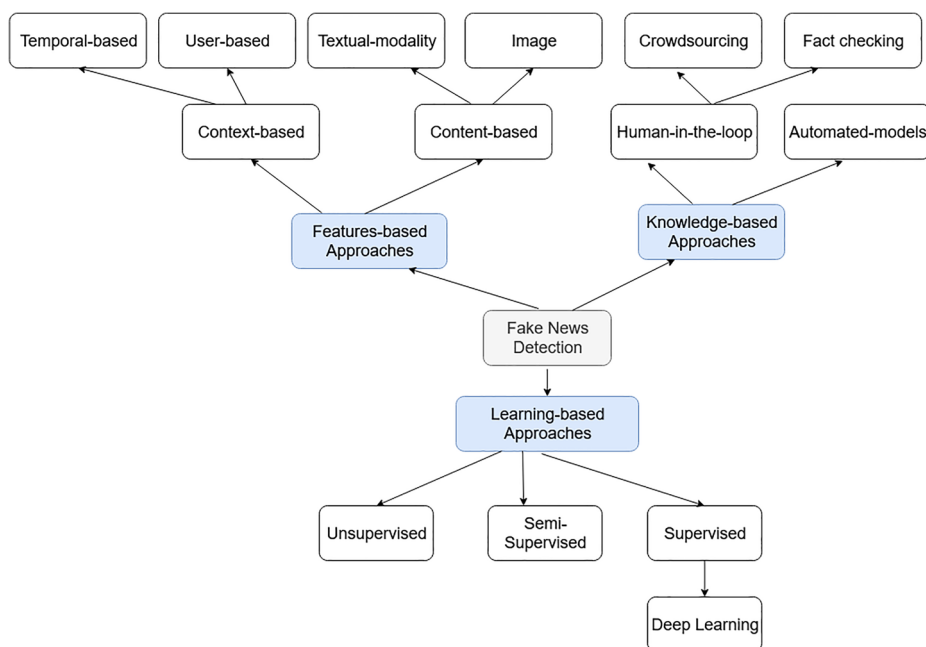 Temporal-based
User-based
Textual-modality
Image
Crowdsourcing
Fact checking
Context-based
Content-based
Human-in-the-loop
Automated-models
Features-based
Approaches
Knowledge-based
Approaches
Fake News
Detection
Learning-based
Approaches
Unsupervised
Semi-
Supervised
Supervised
Deep Learning